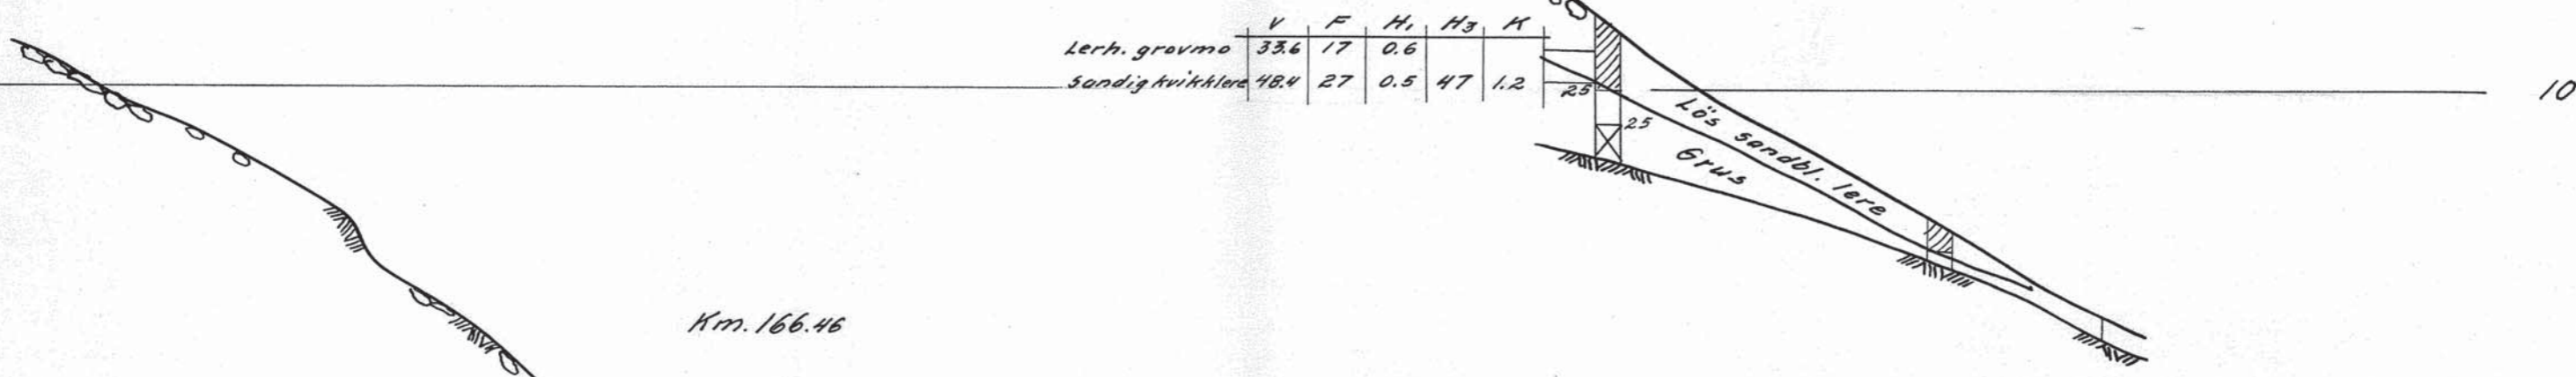 V F H₁ H₃ K
Lerh. grovmo 33.6 17 0.6
Sandig kvikklere 48.4 27 0.5 47 1.2
25
10
25
Lös sandbl. lere
Grus
Km. 166.46